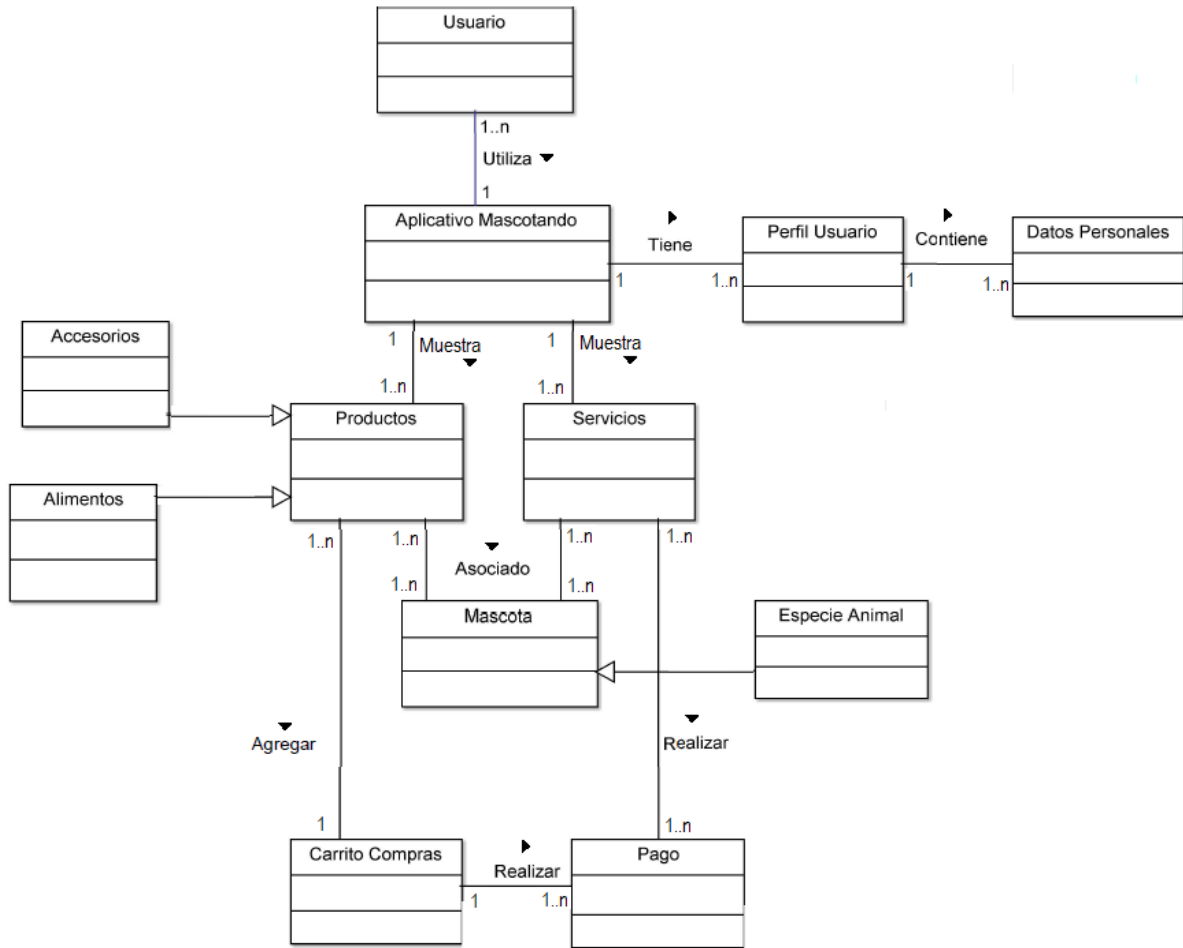 Usuario
1..n
Utiliza
1
Aplicativo Mascotando
Tiene
1
1..n
Perfil Usuario
Contiene
1
1..n
Datos Personales
1
Muestra
1..n
1
Muestra
1..n
Accesorios
Alimentos
Productos
Servicios
1..n
1..n
1..n
1..n
Asociado
1..n
1..n
Mascota
Especie Animal
Agregar
Realizar
1
1..n
Carrito Compras
Realizar
1
1..n
Pago